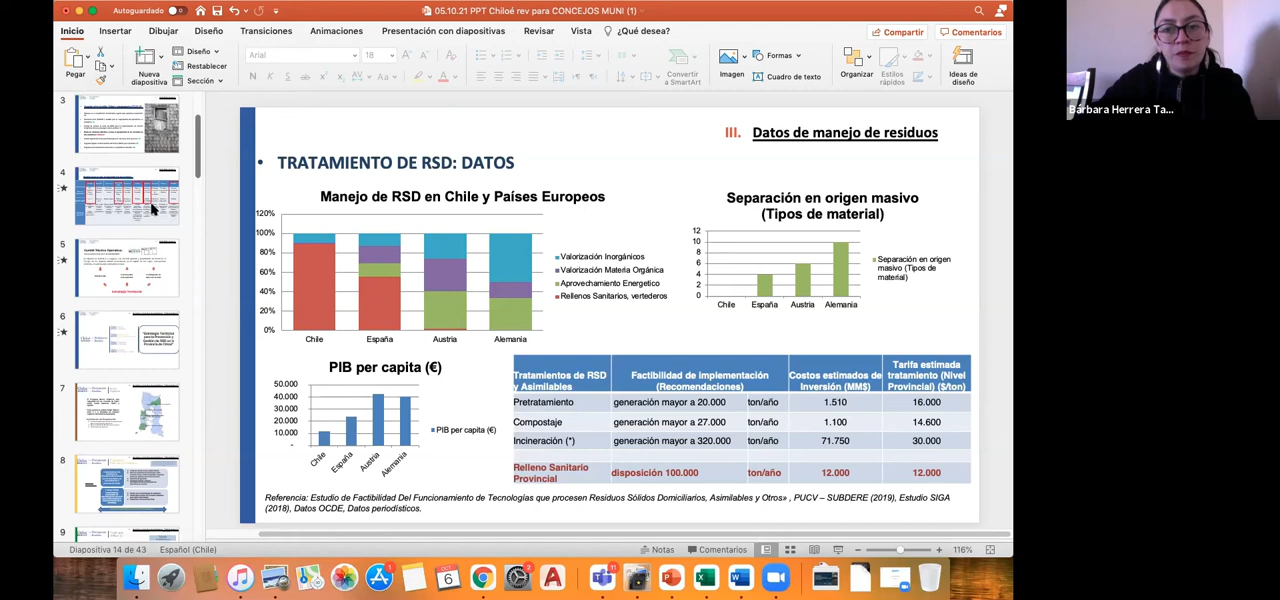 Autoguardado
05.10.21 PPT Chiloé rev para CONCEJOS MUNI (1)
Inicio Insertar Dibujar Diseño Transiciones Animaciones Presentación con diapositivas Revisar Vista ¿Qué desea? Compartir Comentarios
Pegar
Nueva diapositiva
Diseño
Restablecer
Sección
Arial 18
Convertir a SmartArt
Imagen
Formas
Cuadro de texto
Organizar
Estilos rápidos
Ideas de diseño
Bárbara Herrera Ta...
3
4
5
6
7
8
9
III. Datos de manejo de residuos
• TRATAMIENTO DE RSD: DATOS
Manejo de RSD en Chile y Países Europeos
120%
100%
80%
60%
40%
20%
0%
Chile España Austria Alemania
Valorización Inorgánicos
Valorización Materia Orgánica
Aprovechamiento Energetico
Rellenos Sanitarios, vertederos
Separación en origen masivo
(Tipos de material)
12
10
8
6
4
2
0
Chile España Austria Alemania
Separación en origen
masivo (Tipos de
material)
PIB per capita (€)
50.000
40.000
30.000
20.000
10.000
-
Chile España Austria Alemania
PIB per capita (€)
Tratamientos de RSD y Asimilables Factibilidad de implementación (Recomendaciones) Costos estimados de Inversión (MM$) Tarifa estimada tratamiento (Nivel Provincial) ($/ton)
Pretratamiento generación mayor a 20.000 ton/año 1.510 16.000
Compostaje generación mayor a 27.000 ton/año 1.100 14.600
Incineración (*) generación mayor a 320.000 ton/año 71.750 30.000
Relleno Sanitario Provincial disposición 100.000 ton/año 12.000 12.000
Referencia: Estudio de Factibilidad Del Funcionamiento de Tecnologías que procesen Residuos Sólidos Domiciliarios, Asimilables y Otros» , PUCV – SUBDERE (2019), Estudio SIGA
(2018), Datos OCDE, Datos periodísticos.
Diapositiva 14 de 43 Español (Chile) Notas Comentarios 116%
OCT
6
1
2
11